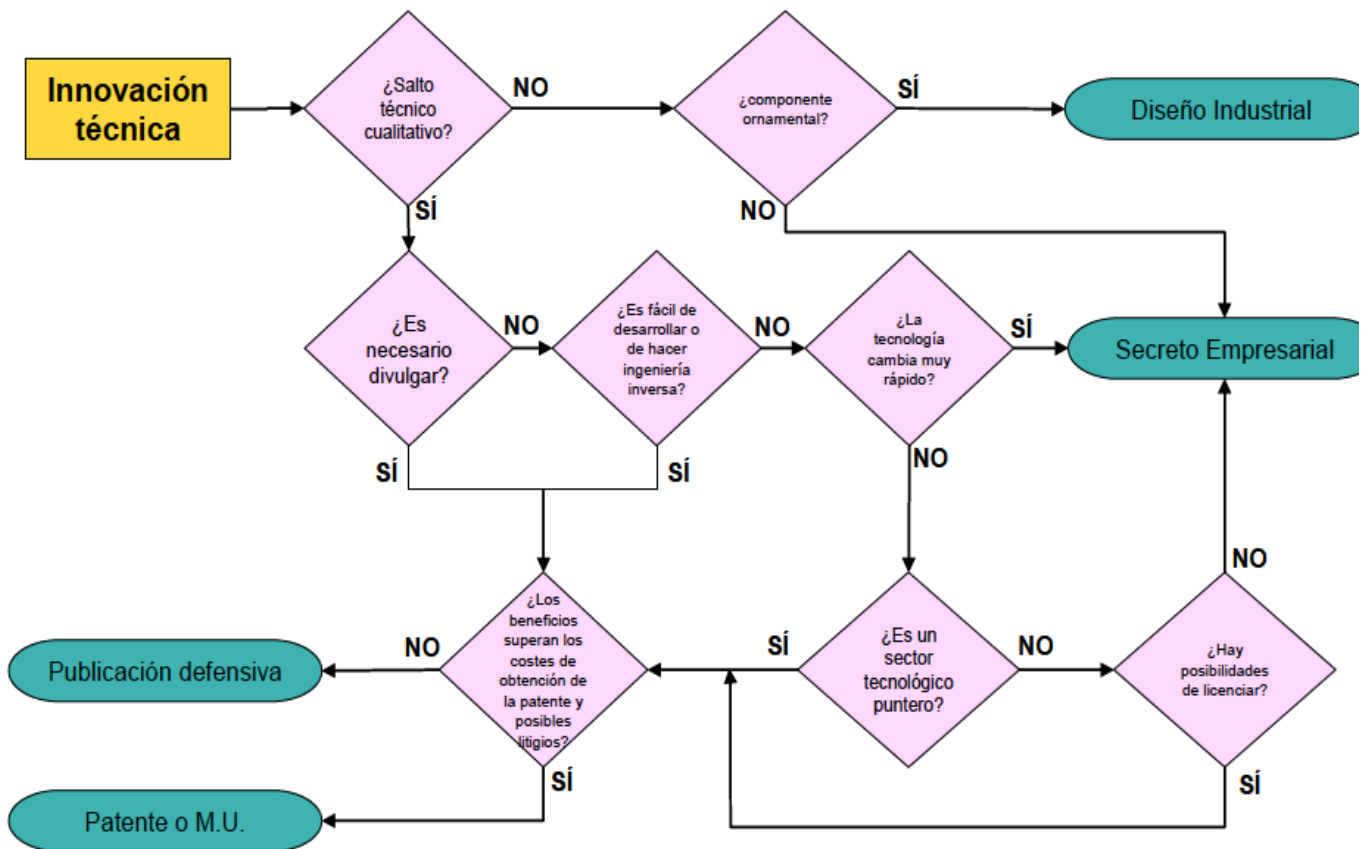 Innovación
técnica
¿Salto
técnico
cualitativo?
NO
¿componente
ornamental?
SÍ
Diseño Industrial
SÍ
NO
¿Es
necesario
divulgar?
NO
¿Es fácil de
desarrollar o
de hacer
ingeniería
inversa?
NO
¿La
tecnología
cambia muy
rápido?
SÍ
Secreto Empresarial
SÍ
SÍ
NO
NO
Publicación defensiva
NO
¿Los
beneficios
superan los
costes de
obtención de
la patente y
posibles
litigios?
SÍ
¿Es un
sector
tecnológico
puntero?
NO
¿Hay
posibilidades
de licenciar?
SÍ
SÍ
Patente o M.U.